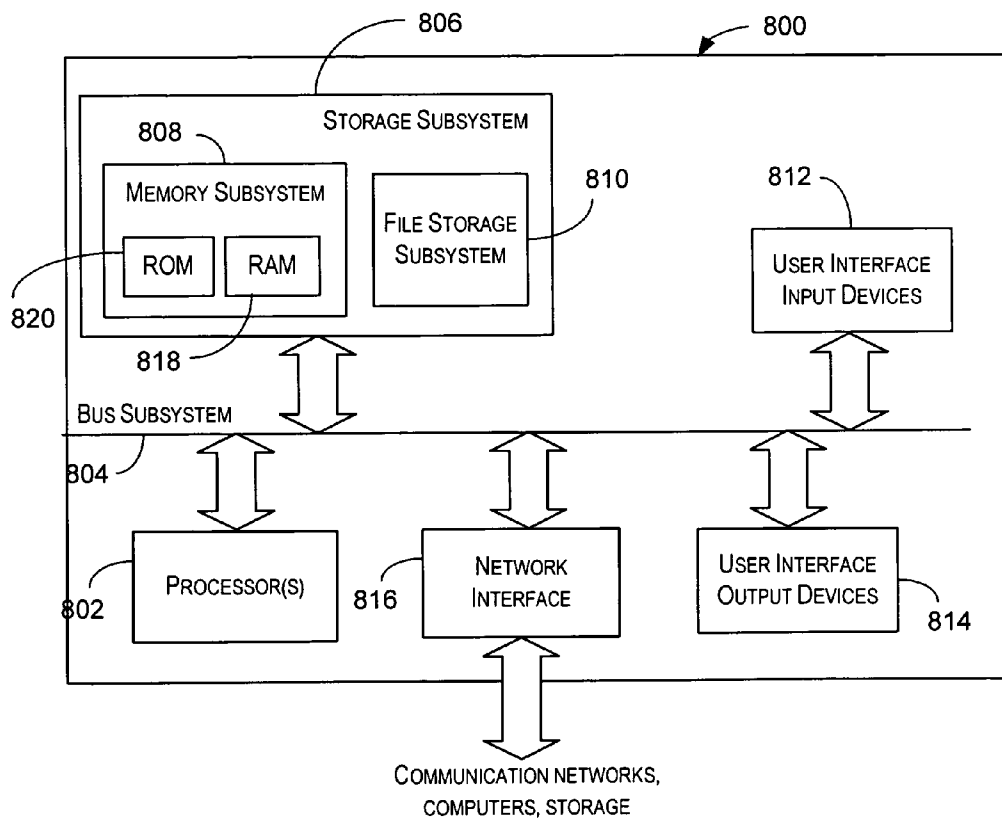 806
800
STORAGE SUBSYSTEM
808
MEMORY SUBSYSTEM
810
812
FILE STORAGE
SUBSYSTEM
ROM
RAM
USER INTERFACE
INPUT DEVICES
820
818
BUS SUBSYSTEM
804
PROCESSOR(S)
802
NETWORK
INTERFACE
816
USER INTERFACE
OUTPUT DEVICES
814
COMMUNICATION NETWORKS,
COMPUTERS, STORAGE